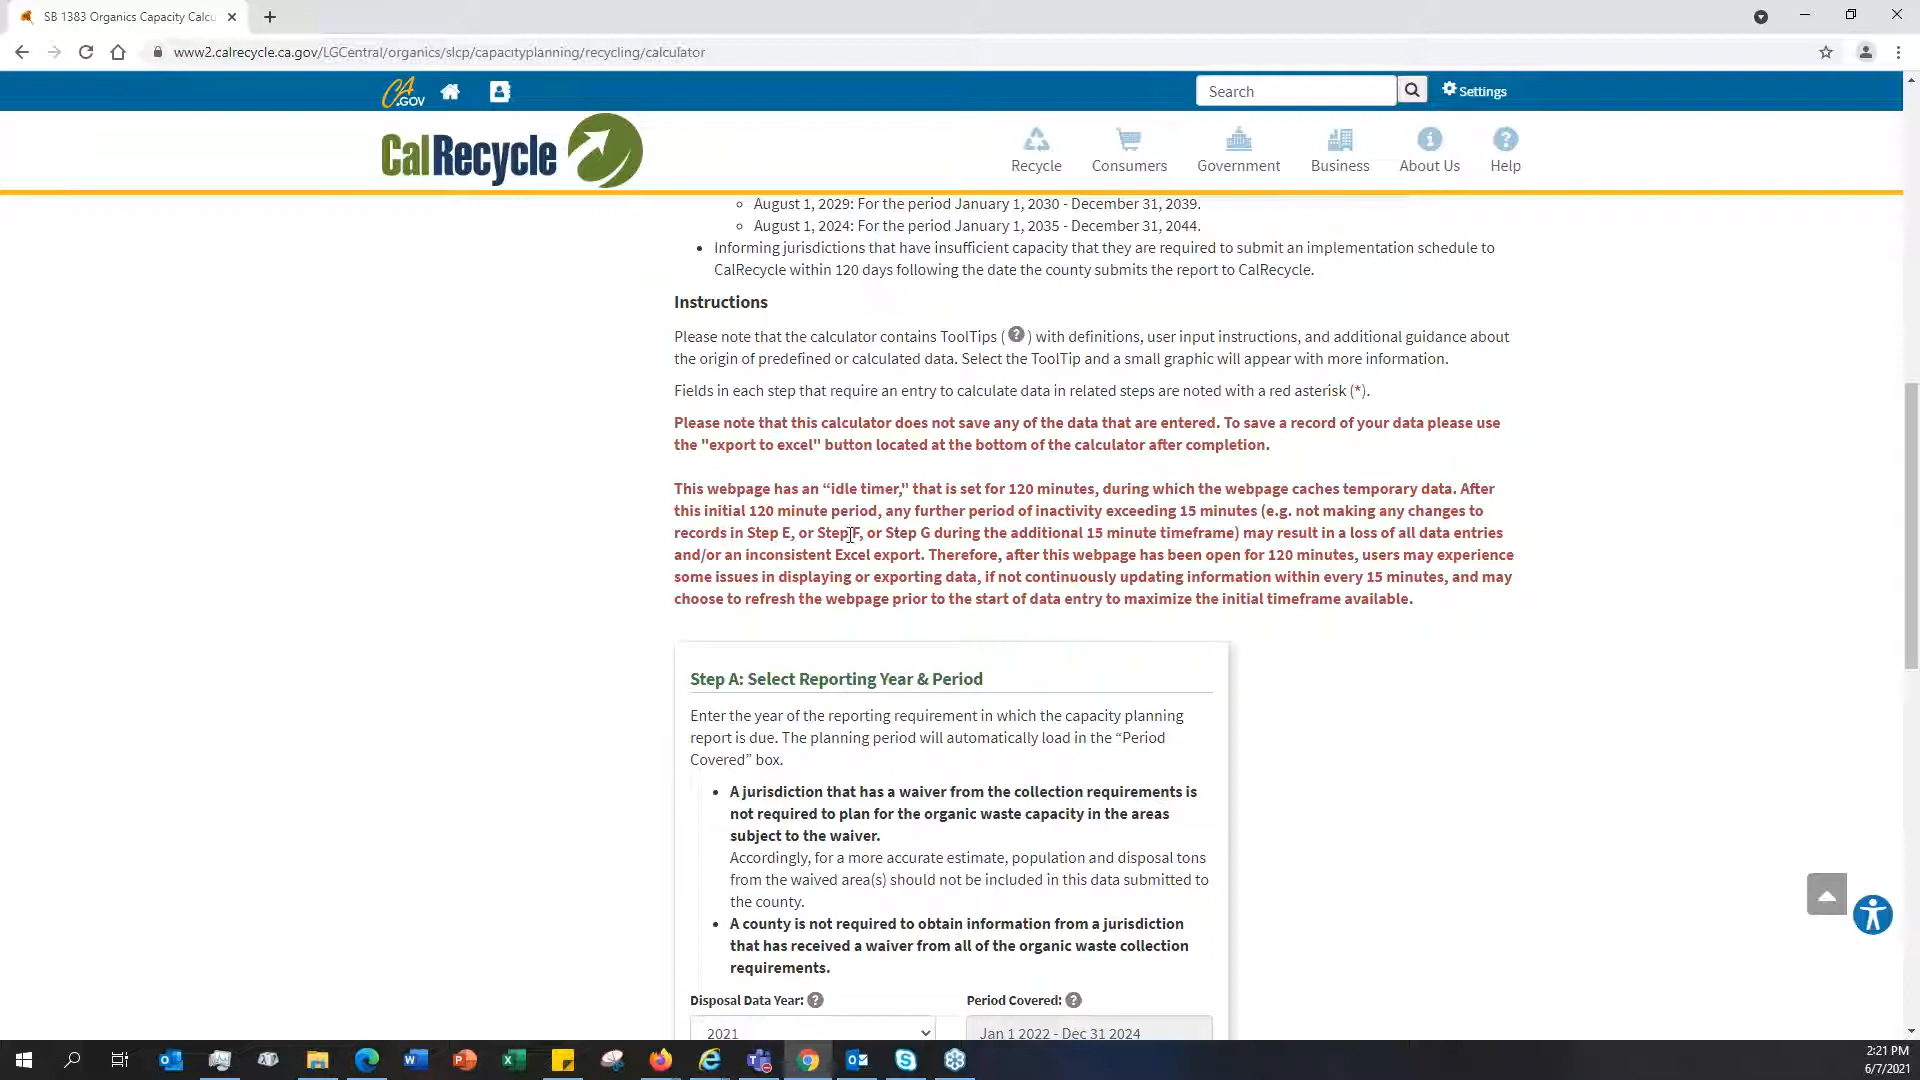 SB 1383 Organics Capacity Calcu
www2.calrecycle.ca.gov/LGCentral/organics/slcp/capacityplanning/recycling/calculator
CA.GOV
Search
Settings
CalRecycle
Recycle
Consumers
Government
Business
About Us
Help
August 1, 2029: For the period January 1, 2030 - December 31, 2039.
August 1, 2024: For the period January 1, 2035 - December 31, 2044.
Informing jurisdictions that have insufficient capacity that they are required to submit an implementation schedule to
CalRecycle within 120 days following the date the county submits the report to CalRecycle.
Instructions
Please note that the calculator contains ToolTips (?) with definitions, user input instructions, and additional guidance about
the origin of predefined or calculated data. Select the ToolTip and a small graphic will appear with more information.
Fields in each step that require an entry to calculate data in related steps are noted with a red asterisk (*).
Please note that this calculator does not save any of the data that are entered. To save a record of your data please use
the "export to excel" button located at the bottom of the calculator after completion.
This webpage has an “idle timer," that is set for 120 minutes, during which the webpage caches temporary data. After
this initial 120 minute period, any further period of inactivity exceeding 15 minutes (e.g. not making any changes to
records in Step E, or Step F, or Step G during the additional 15 minute timeframe) may result in a loss of all data entries
and/or an inconsistent Excel export. Therefore, after this webpage has been open for 120 minutes, users may experience
some issues in displaying or exporting data, if not continuously updating information within every 15 minutes, and may
choose to refresh the webpage prior to the start of data entry to maximize the initial timeframe available.
Step A: Select Reporting Year & Period
Enter the year of the reporting requirement in which the capacity planning
report is due. The planning period will automatically load in the “Period
Covered” box.
A jurisdiction that has a waiver from the collection requirements is
not required to plan for the organic waste capacity in the areas
subject to the waiver.
Accordingly, for a more accurate estimate, population and disposal tons
from the waived area(s) should not be included in this data submitted to
the county.
A county is not required to obtain information from a jurisdiction
that has received a waiver from all of the organic waste collection
requirements.
Disposal Data Year: ?
Period Covered: ?
2021
Jan 1 2022 - Dec 31 2024
2:21 PM
6/7/2021